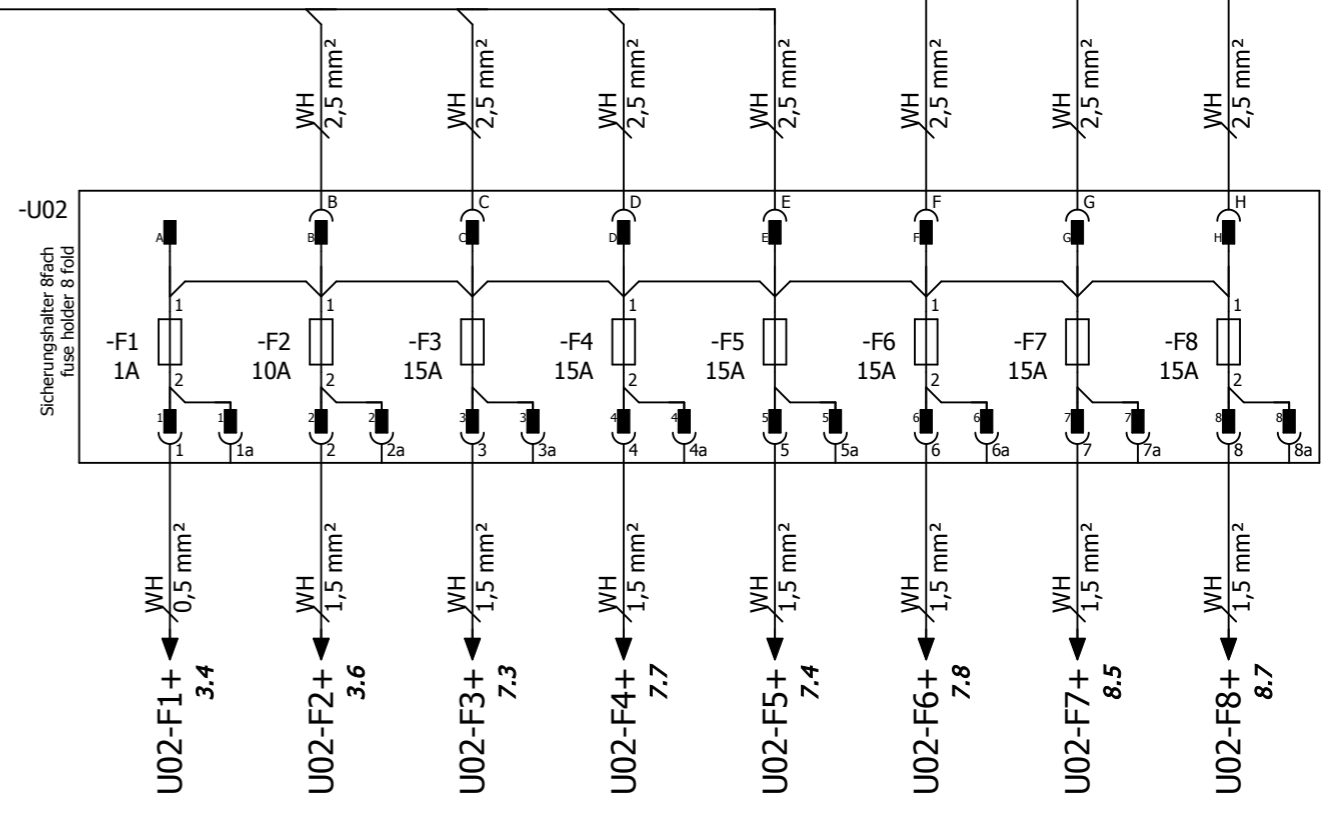 WH 2,5 mm²
WH 2,5 mm²
WH 2,5 mm²
WH 2,5 mm²
WH 2,5 mm²
WH 2,5 mm²
WH 2,5 mm²
-U02
Sicherungshalter 8fach
fuse holder 8 fold
B C D E F G H
A B C D E F G H
1 1 1 1 1
-F1 -F2 -F3 -F4 -F5 -F6 -F7 -F8
1A 10A 15A 15A 15A 15A 15A 15A
2 2 2 2 2
1 1 2 2 3 3 4 4 5 5 6 6 7 7 8 8
1 1a 2 2a 3 3a 4 4a 5 5a 6 6a 7 7a 8 8a
WH 0,5 mm²
WH 1,5 mm²
WH 1,5 mm²
WH 1,5 mm²
WH 1,5 mm²
WH 1,5 mm²
WH 1,5 mm²
WH 1,5 mm²
U02-F1+ 3.4
U02-F2+ 3.6
U02-F3+ 7.3
U02-F4+ 7.7
U02-F5+ 7.4
U02-F6+ 7.8
U02-F7+ 8.5
U02-F8+ 8.7